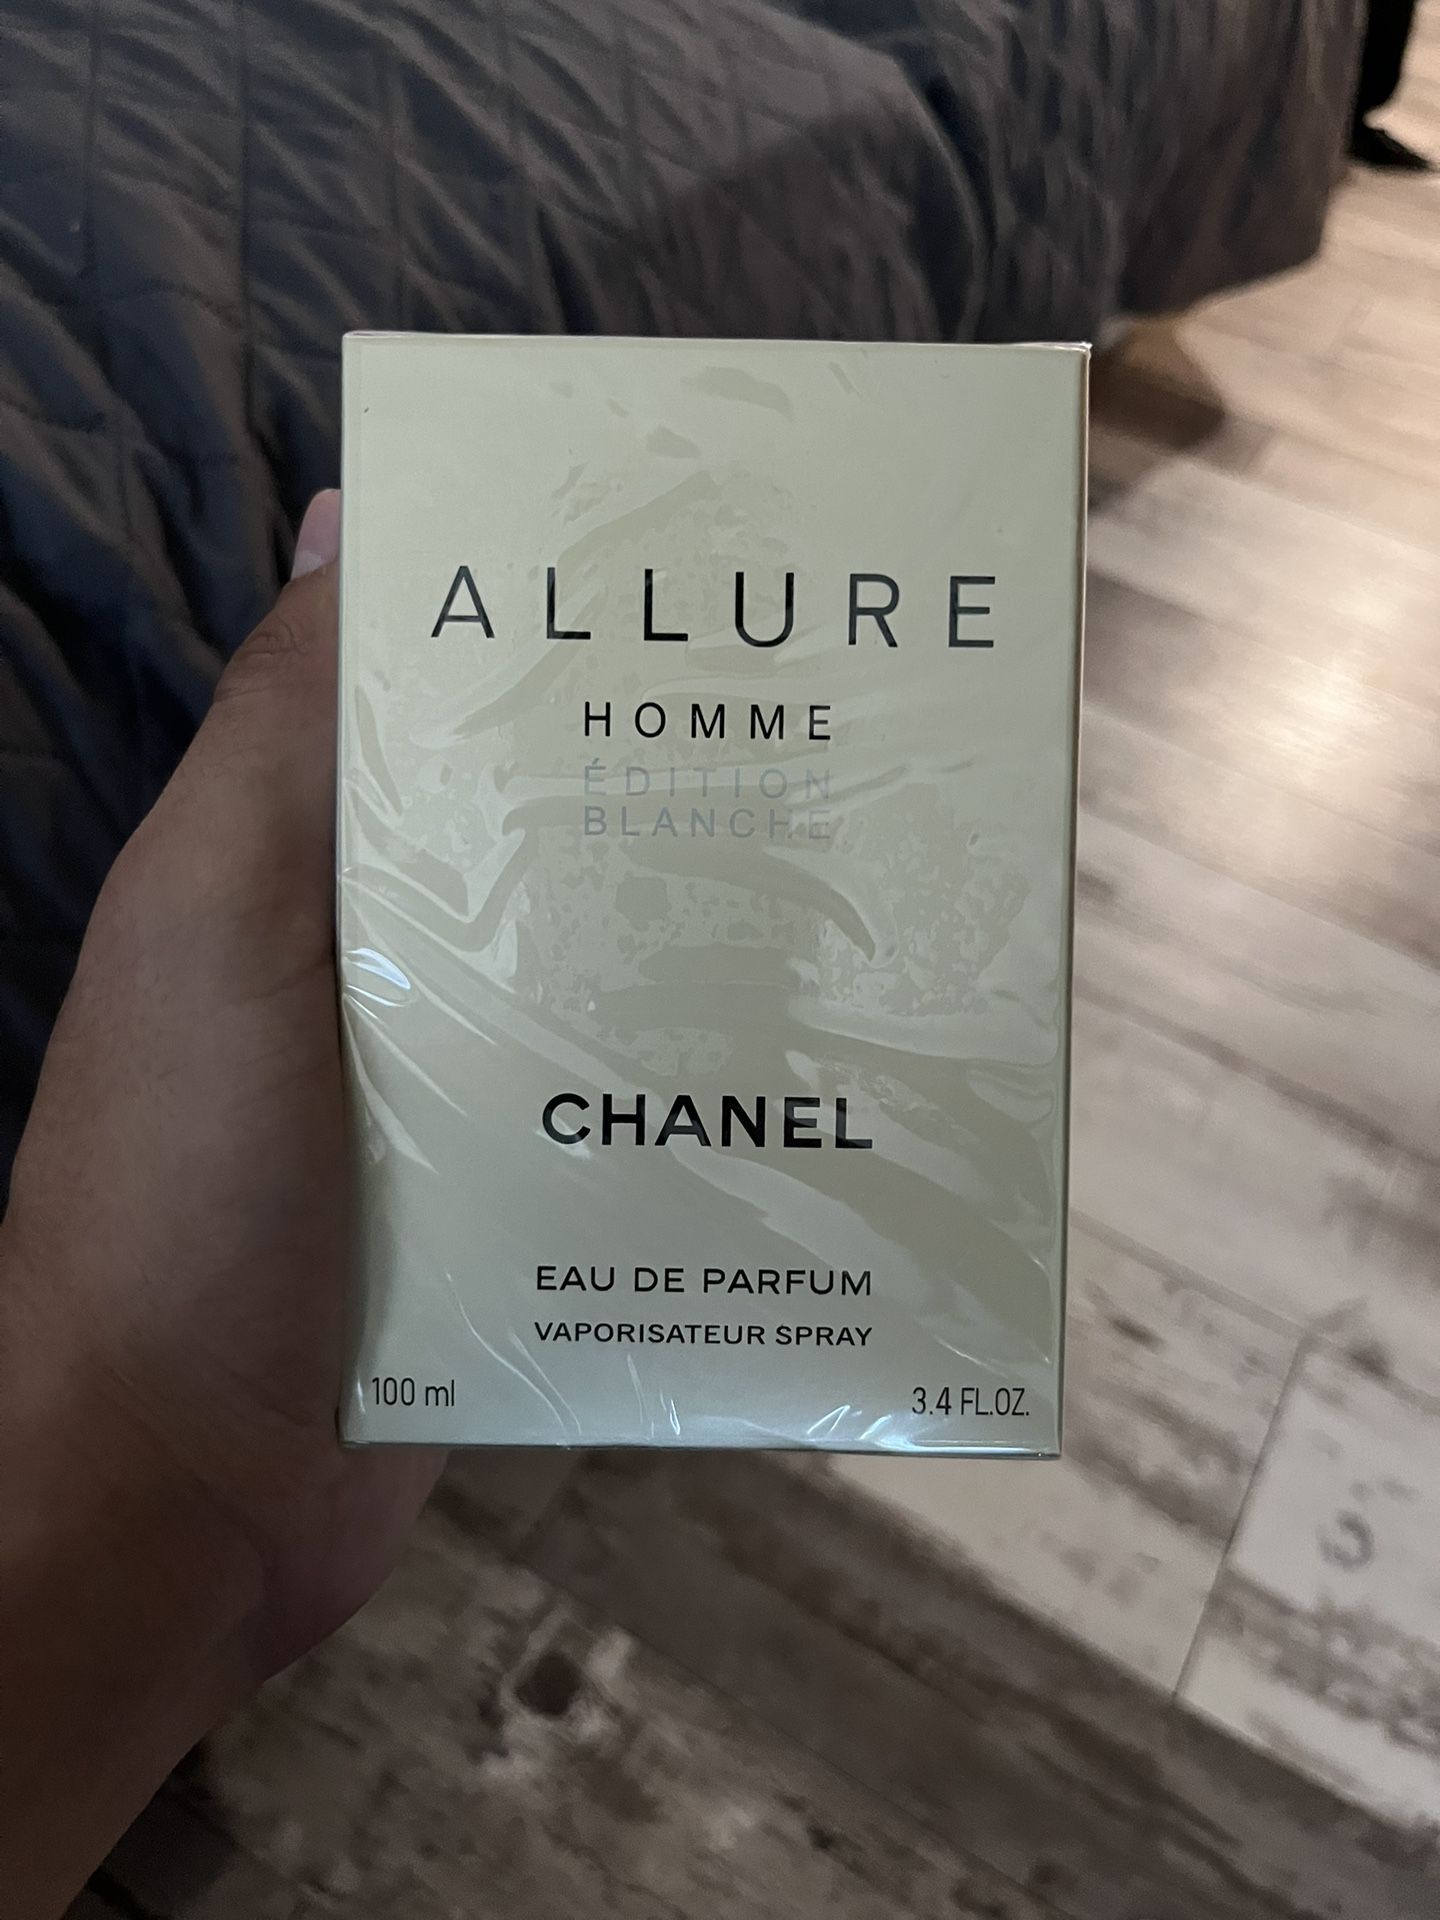 ALLURE
HOMME
ÉDITION
BLANCHE
CHANEL
EAU DE PARFUM
VAPORISATEUR SPRAY
100 ml
3.4 FL.OZ.